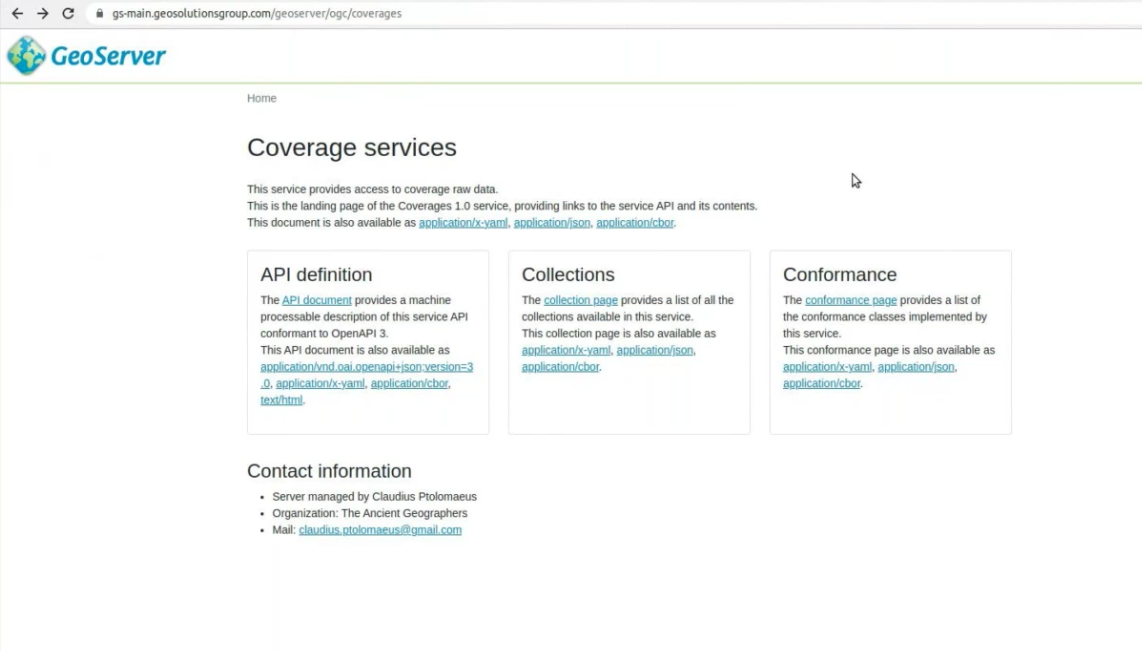 gs-main.geosolutionsgroup.com/geoserver/ogc/coverages
GeoServer
Home
Coverage services
This service provides access to coverage raw data.
This is the landing page of the Coverages 1.0 service, providing links to the service API and its contents.
This document is also available as application/x-yaml, application/json, application/cbor.
API definition
The API document provides a machine
processable description of this service API
conformant to OpenAPI 3.
This API document is also available as
application/vnd.oai.openapi+json;version=3
.0, application/x-yaml, application/cbor,
text/html.
Collections
The collection page provides a list of all the
collections available in this service.
This collection page is also available as
application/x-yaml, application/json,
application/cbor.
Conformance
The conformance page provides a list of
the conformance classes implemented by
this service.
This conformance page is also available as
application/x-yaml, application/json,
application/cbor.
Contact information
• Server managed by Claudius Ptolomaeus
• Organization: The Ancient Geographers
• Mail: claudius.ptolomaeus@gmail.com